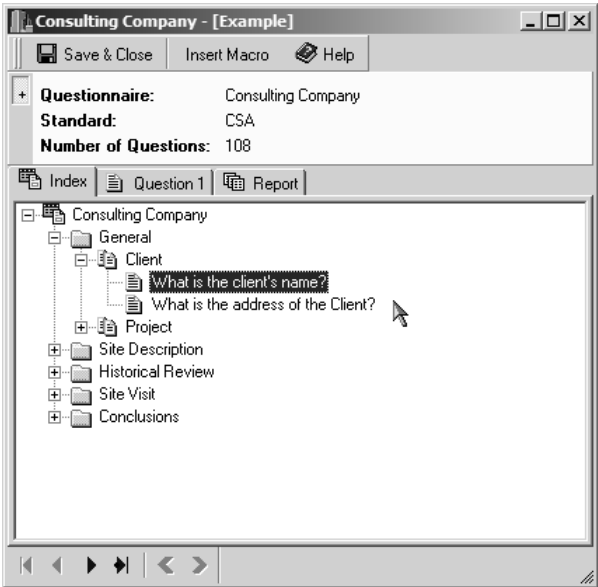 Consulting Company - [Example]
Save & Close Insert Macro Help
Questionnaire: Consulting Company
Standard: CSA
Number of Questions: 108
Index Question 1 Report
Consulting Company
General
Client
What is the client's name?
What is the address of the Client?
Project
Site Description
Historical Review
Site Visit
Conclusions